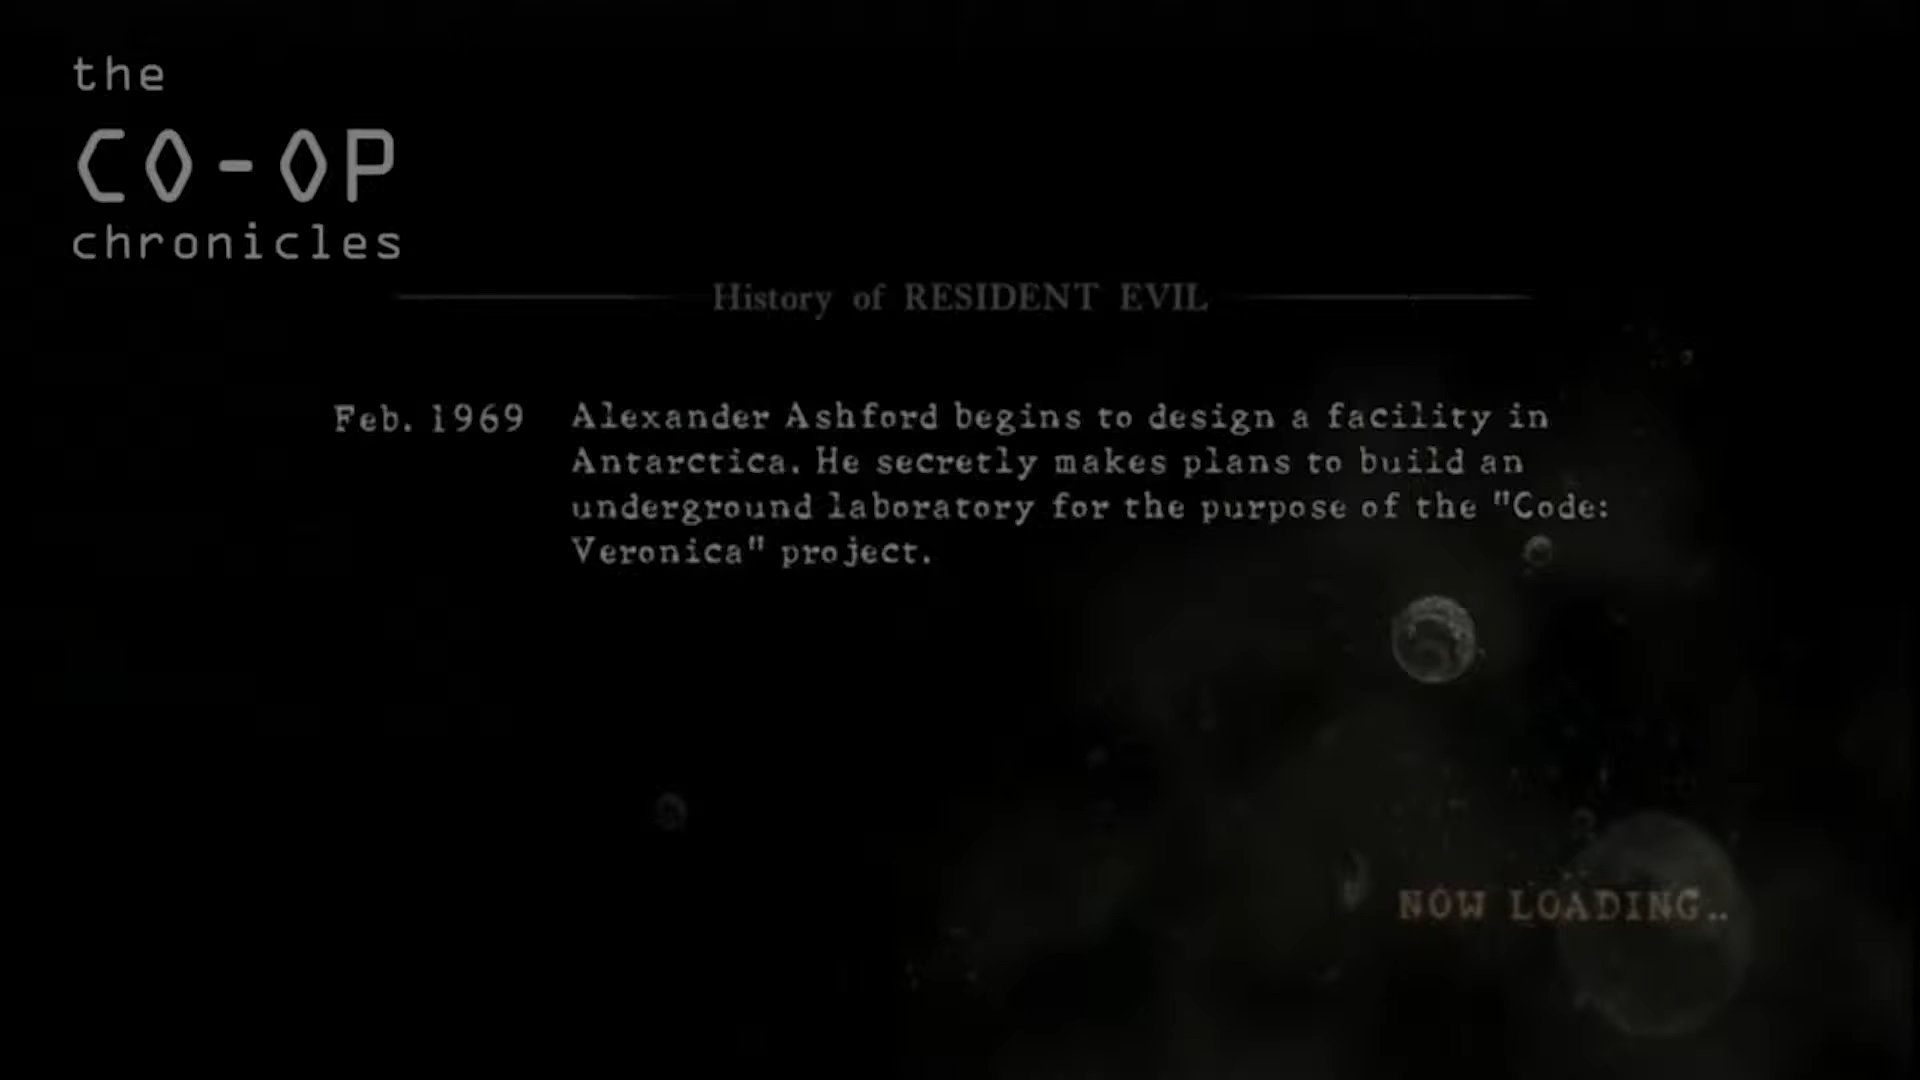 the
CO-OP
chronicles
History of RESIDENT EVIL
Feb. 1969 Alexander Ashford begins to design a facility in
Antarctica. He secretly makes plans to build an
underground laboratory for the purpose of the "Code:
Veronica" project.
NOW LOADING..